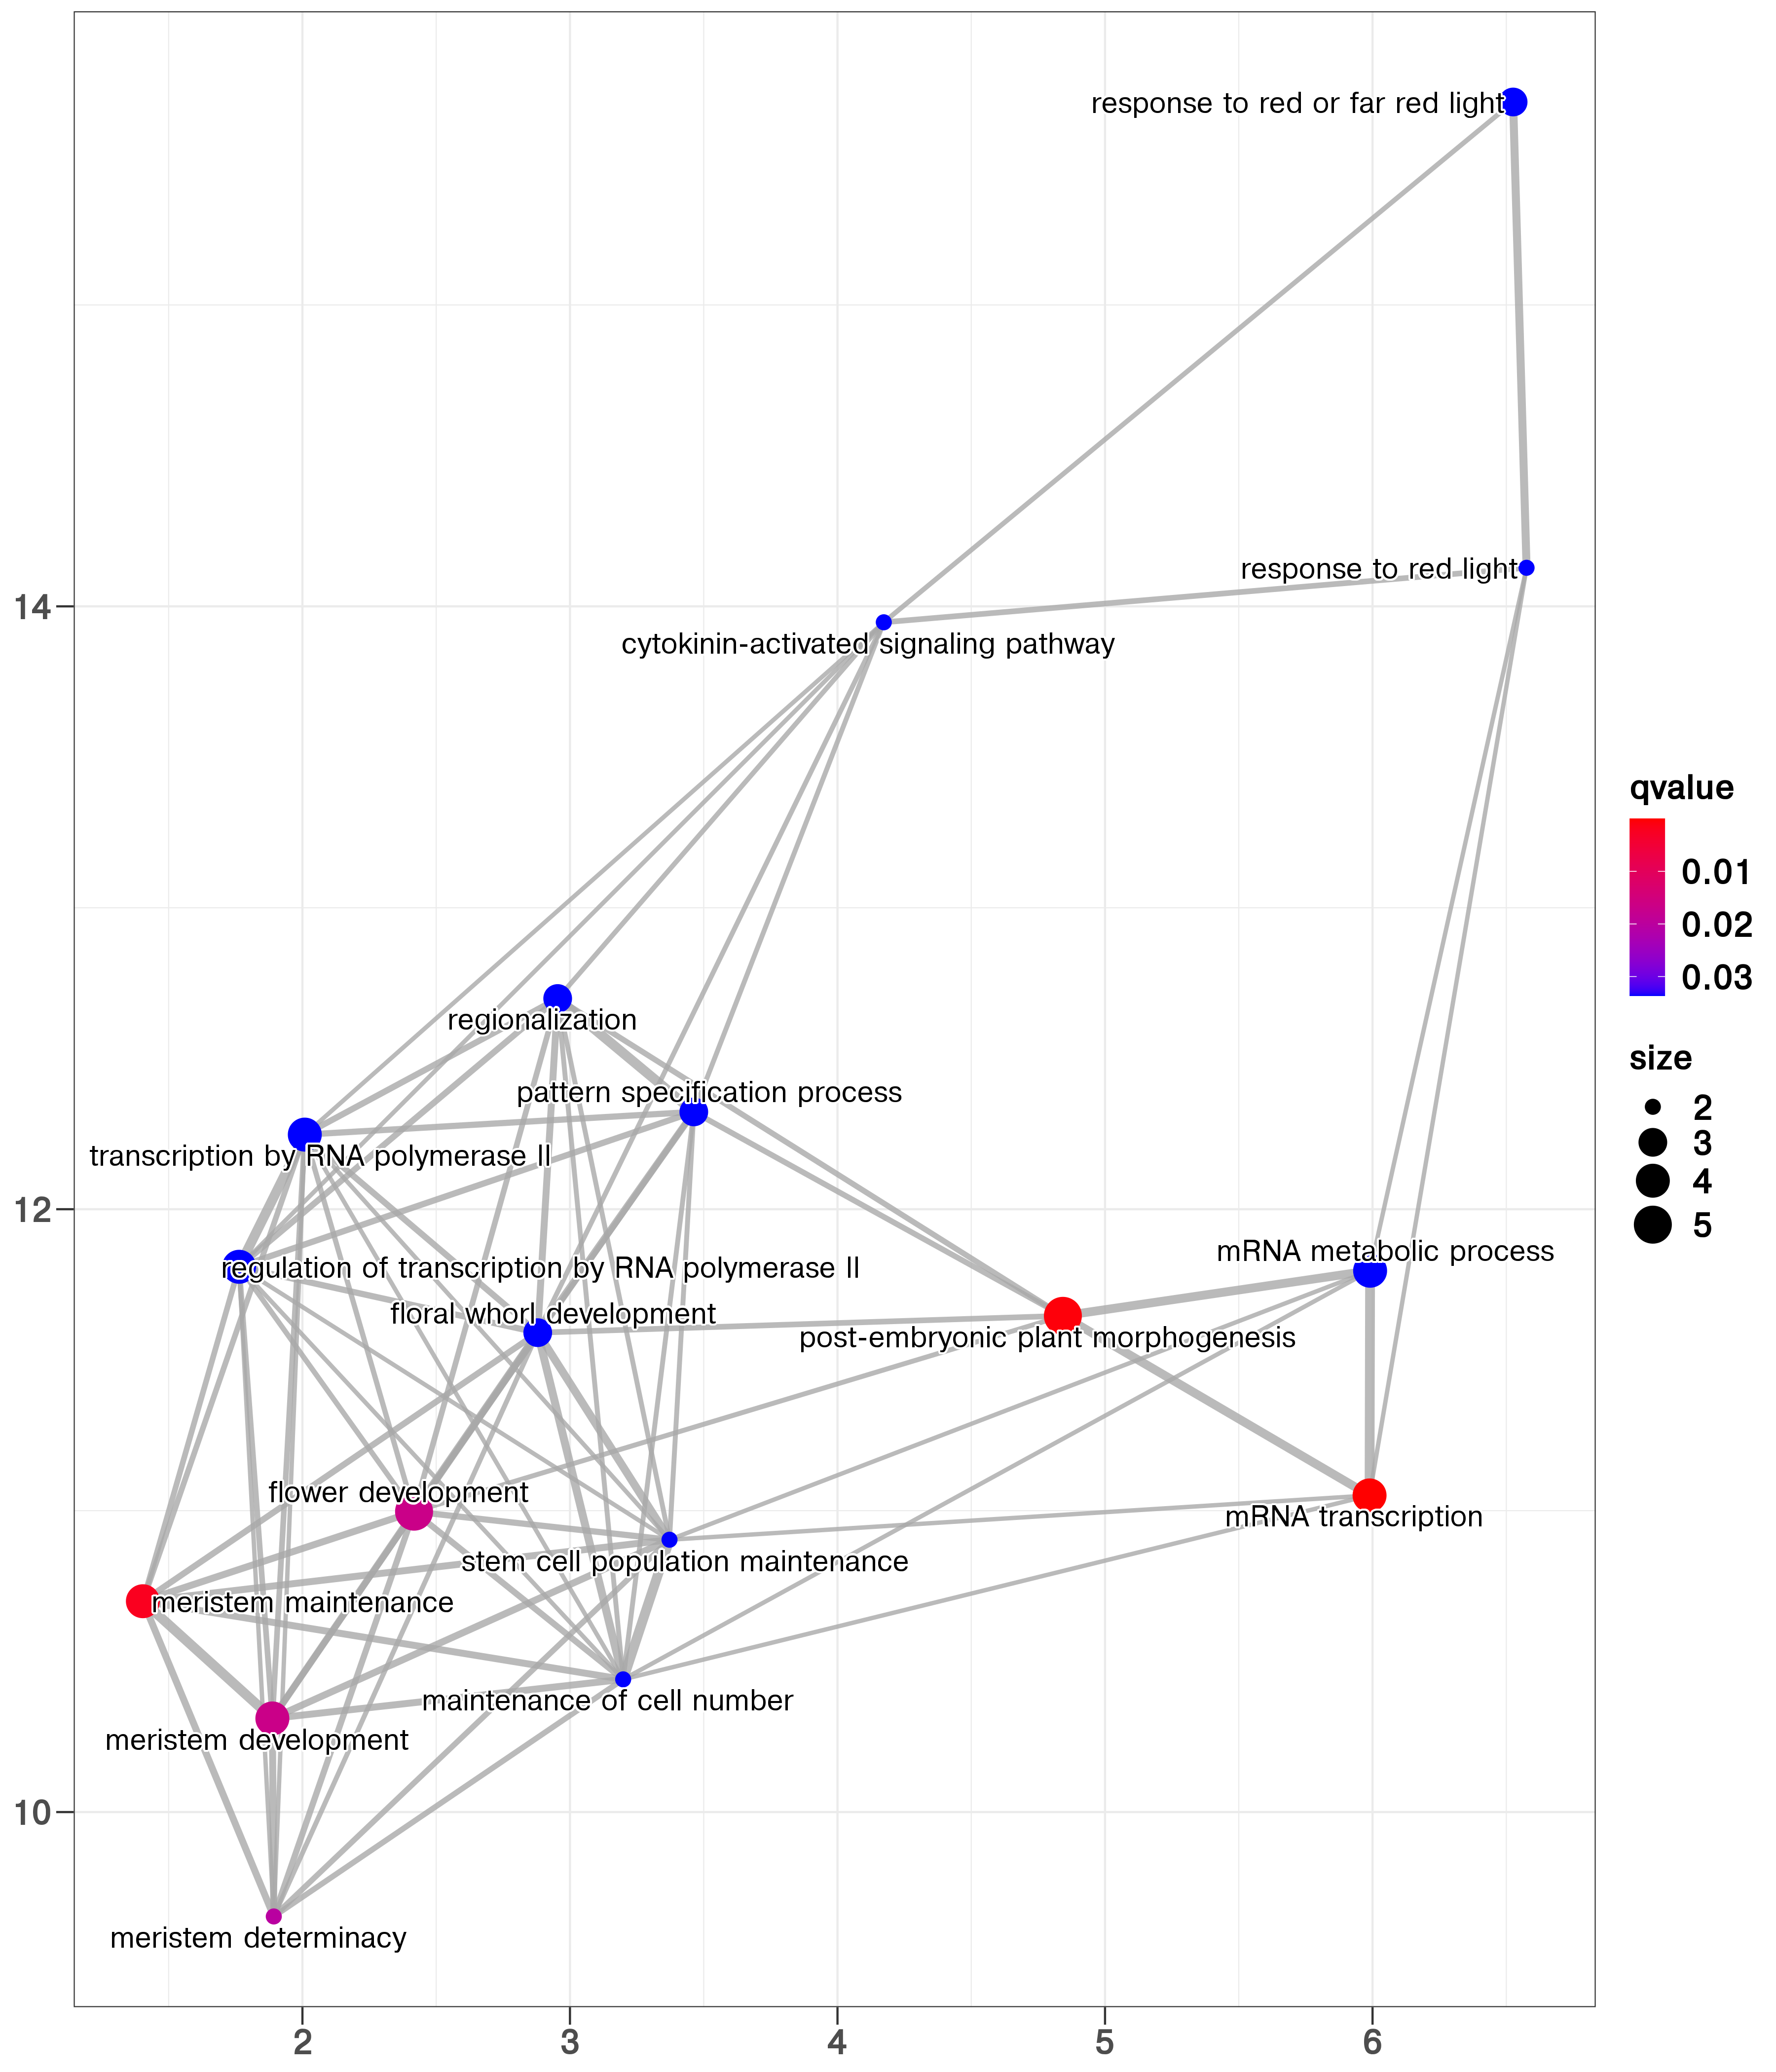 response to red or far red light
response to red light
14
cytokinin-activated signaling pathway
qvalue
0.01
0.02
0.03
regionalization
size
pattern specification process
2
3
transcription by RNA polymerase II
4
12
5
mRNA metabolic process
regulation of transcription by RNA polymerase II
floral whorl development
post-embryonic plant morphogenesis
flower development
mRNA transcription
stem cell population maintenance
meristem maintenance
maintenance of cell number
meristem development
10
meristem determinacy
2
3
4
5
6